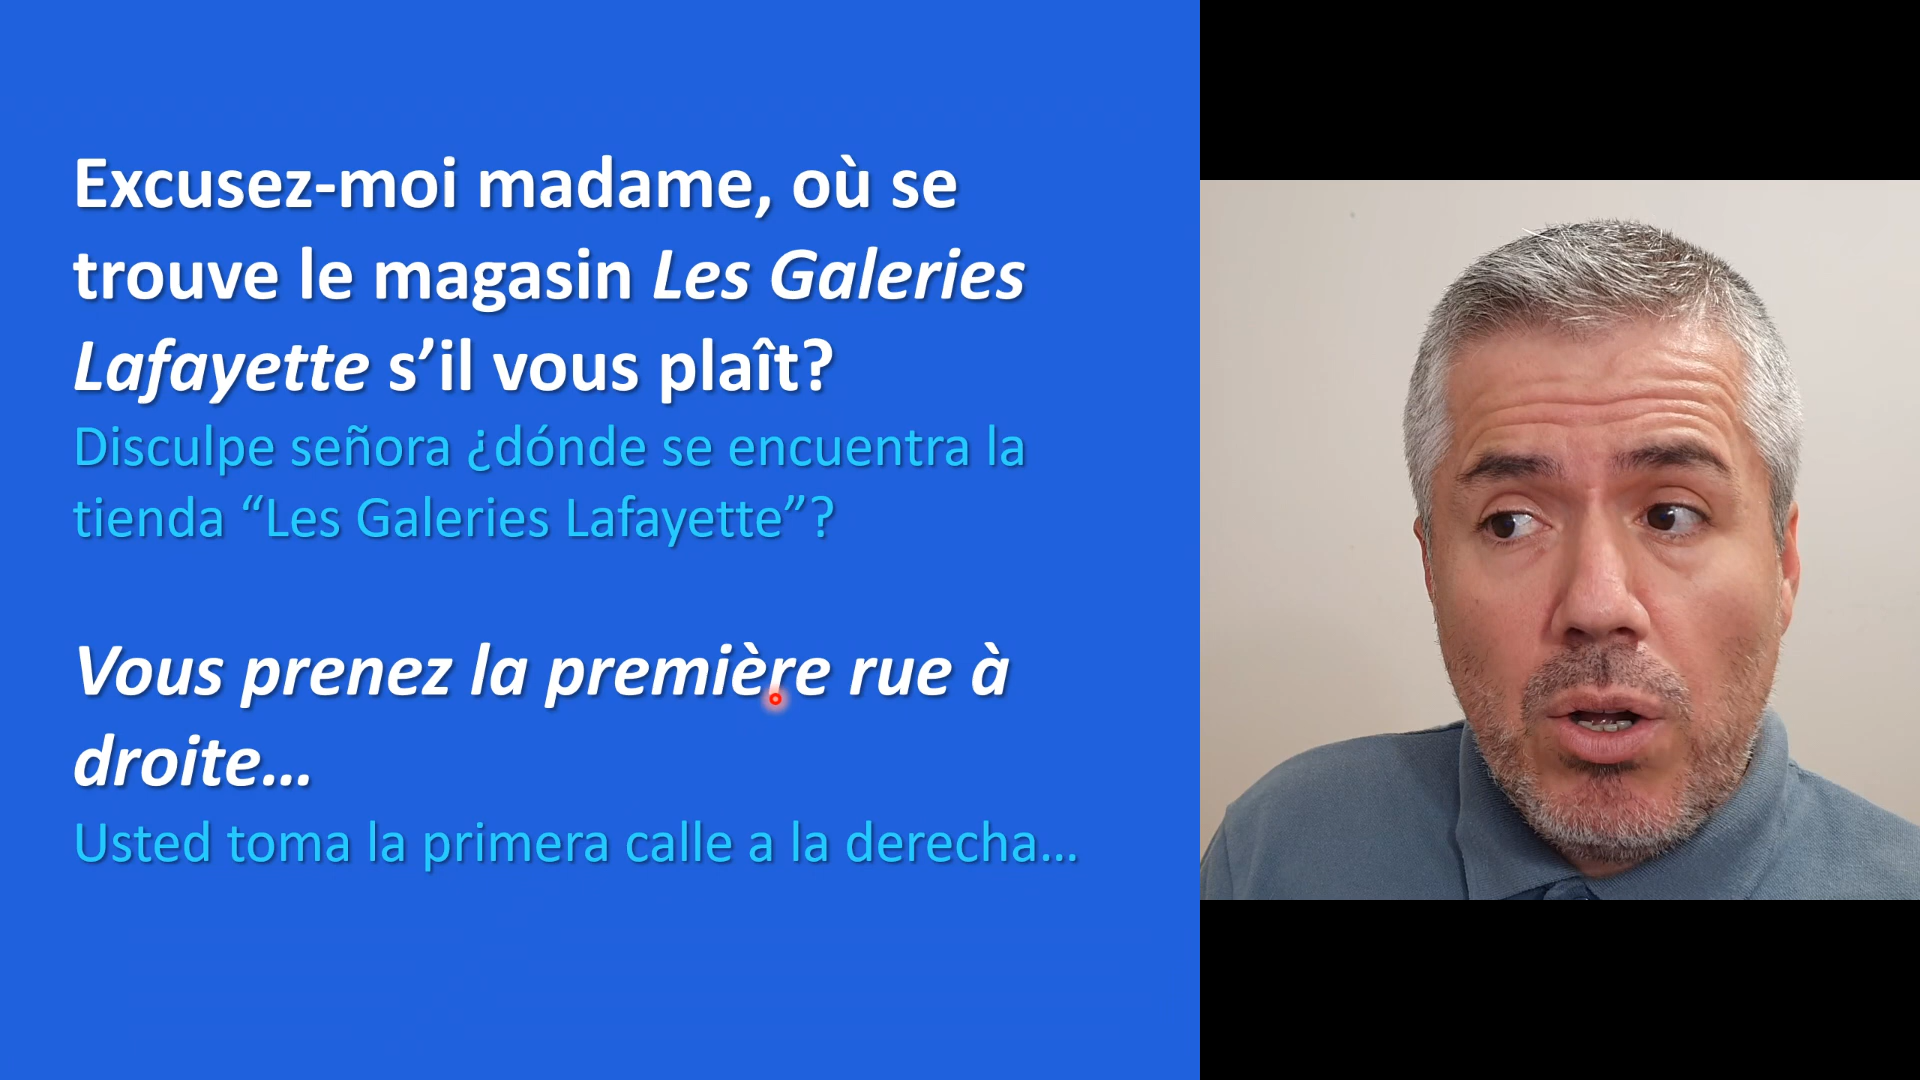 Excusez-moi madame, où se
trouve le magasin Les Galeries
Lafayette s’il vous plaît?
Disculpe señora ¿dónde se encuentra la
tienda “Les Galeries Lafayette”?
Vous prenez la première rue à
droite…
Usted toma la primera calle a la derecha…